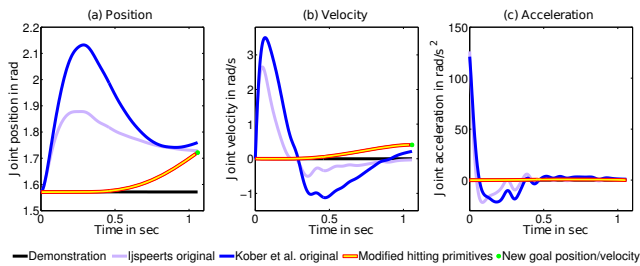 (a) Position
(b) Velocity
(c) Acceleration
2.2
2.1
2
1.9
1.8
1.7
1.6
1.5
Joint position in rad
0
0.5
1
Time in sec
3
2
1
0
−1
Joint velocity in rad/s
0
0.5
1
Time in sec
150
100
50
0
Joint acceleration in rad/s²
0
0.5
1
Time in sec
Demonstration
Ijspeerts original
Kober et al. original
Modified hitting primitives
New goal position/velocity